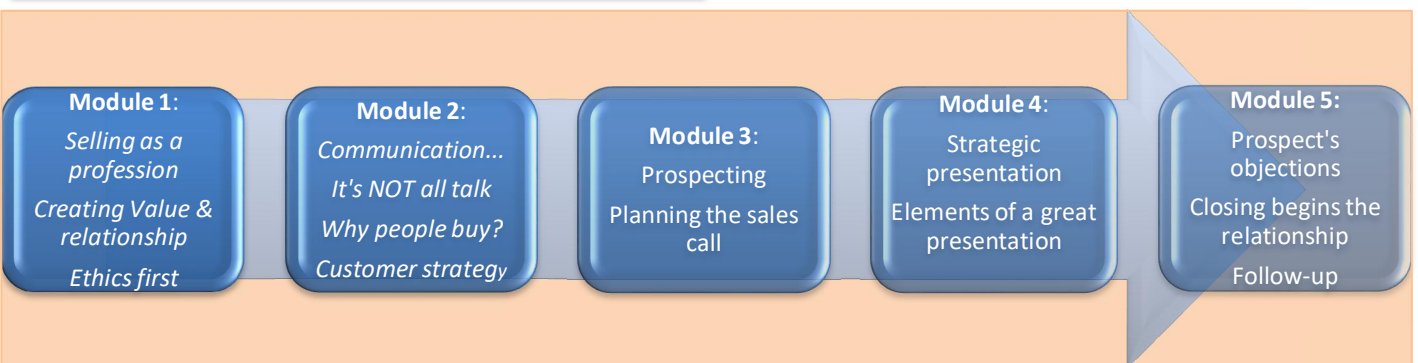 Module 1:
Selling as a
profession
Creating Value &
relationship
Ethics first
Module 2:
Communication...
It's NOT all talk
Why people buy?
Customer strategy
Module 3:
Prospecting
Planning the sales
call
Module 4:
Strategic
presentation
Elements of a great
presentation
Module 5:
Prospect's
objections
Closing begins the
relationship
Follow-up